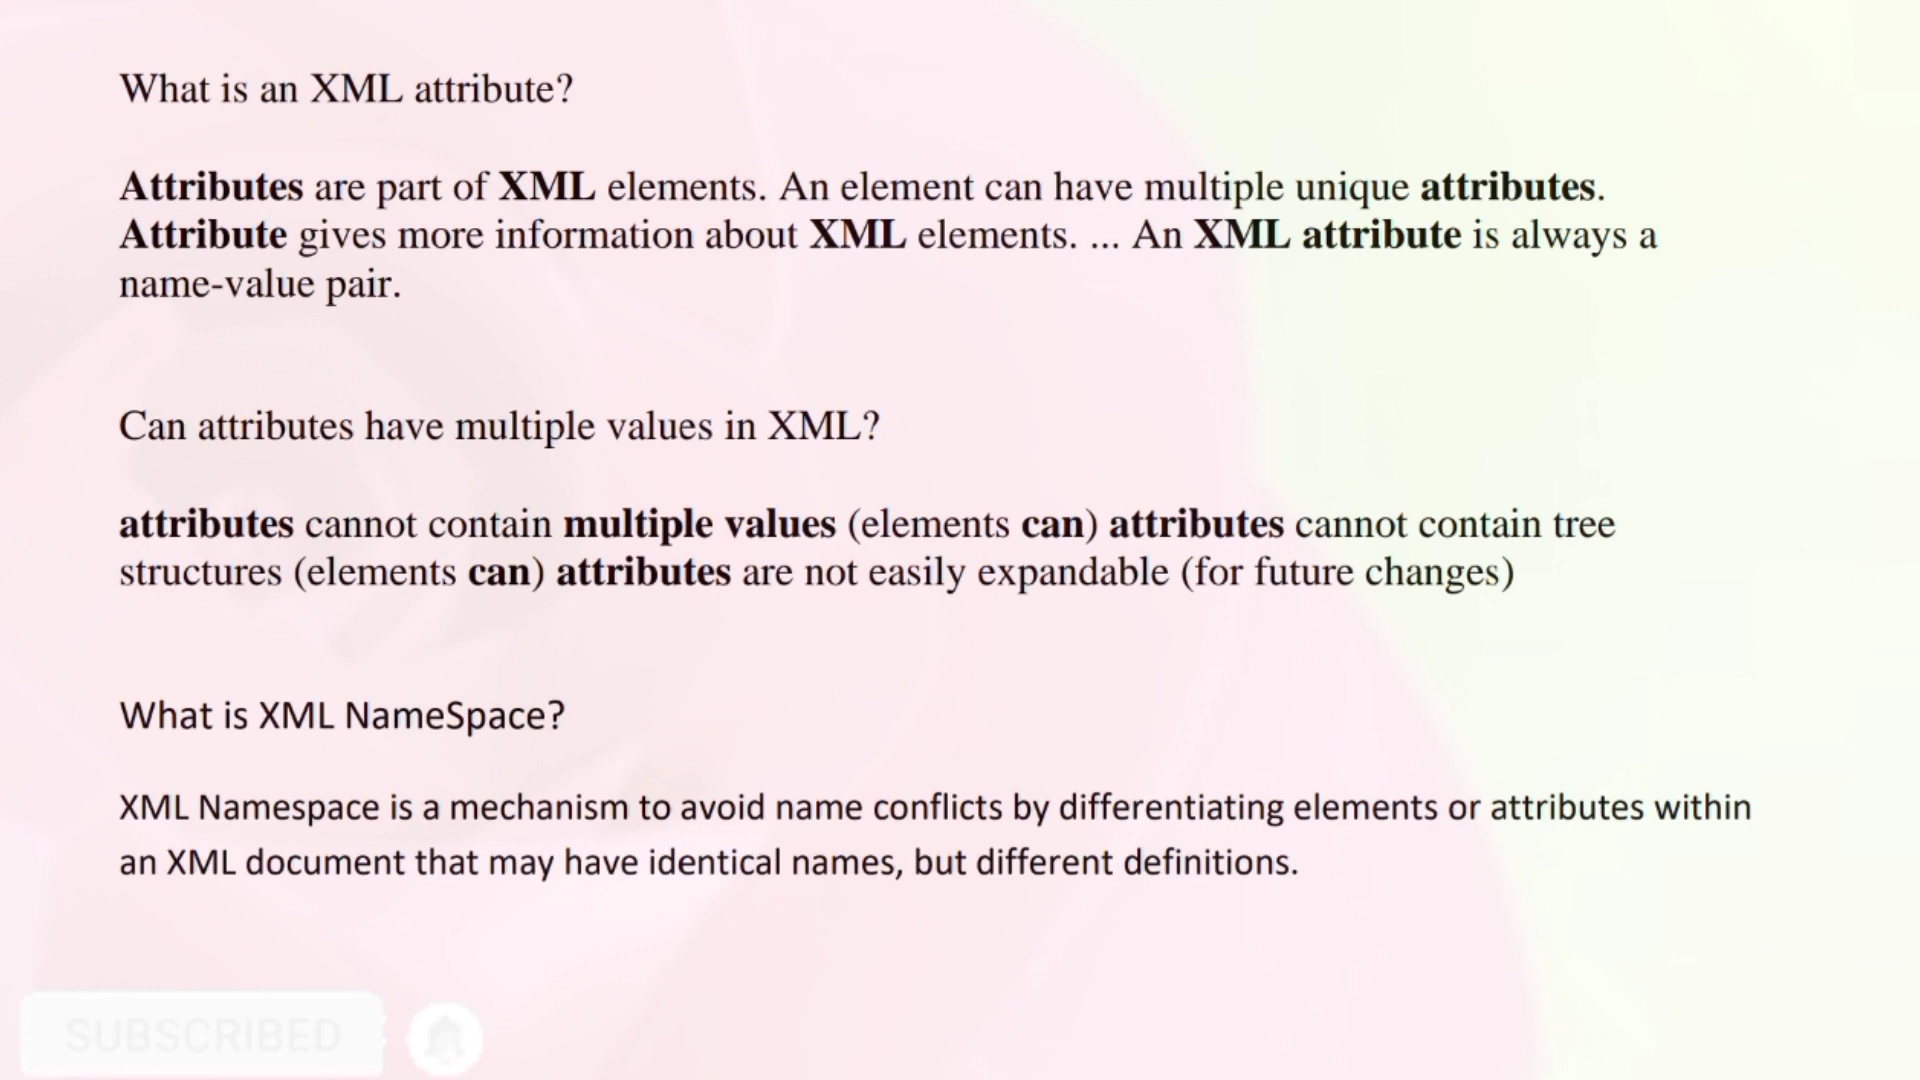 What is an XML attribute?
Attributes are part of XML elements. An element can have multiple unique attributes.
Attribute gives more information about XML elements. ... An XML attribute is always a
name-value pair.
Can attributes have multiple values in XML?
attributes cannot contain multiple values (elements can) attributes cannot contain tree
structures (elements can) attributes are not easily expandable (for future changes)
What is XML NameSpace?
XML Namespace is a mechanism to avoid name conflicts by differentiating elements or attributes within
an XML document that may have identical names, but different definitions.
SUBSCRIBED